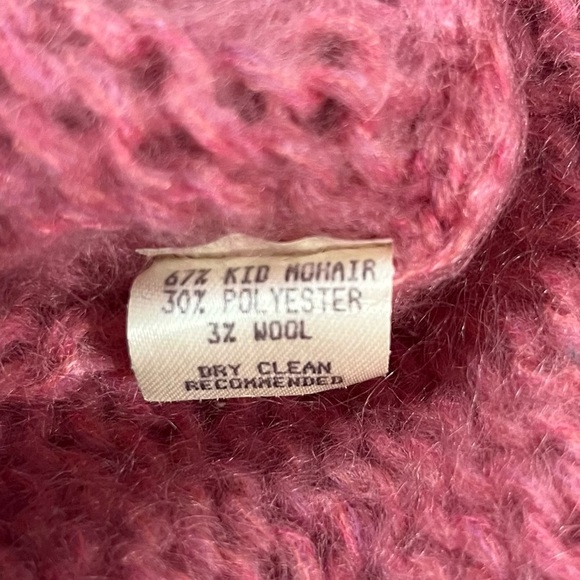 67% KID MOHAIR
30% POLYESTER
3% WOOL
DRY CLEAN
RECOMMENDED